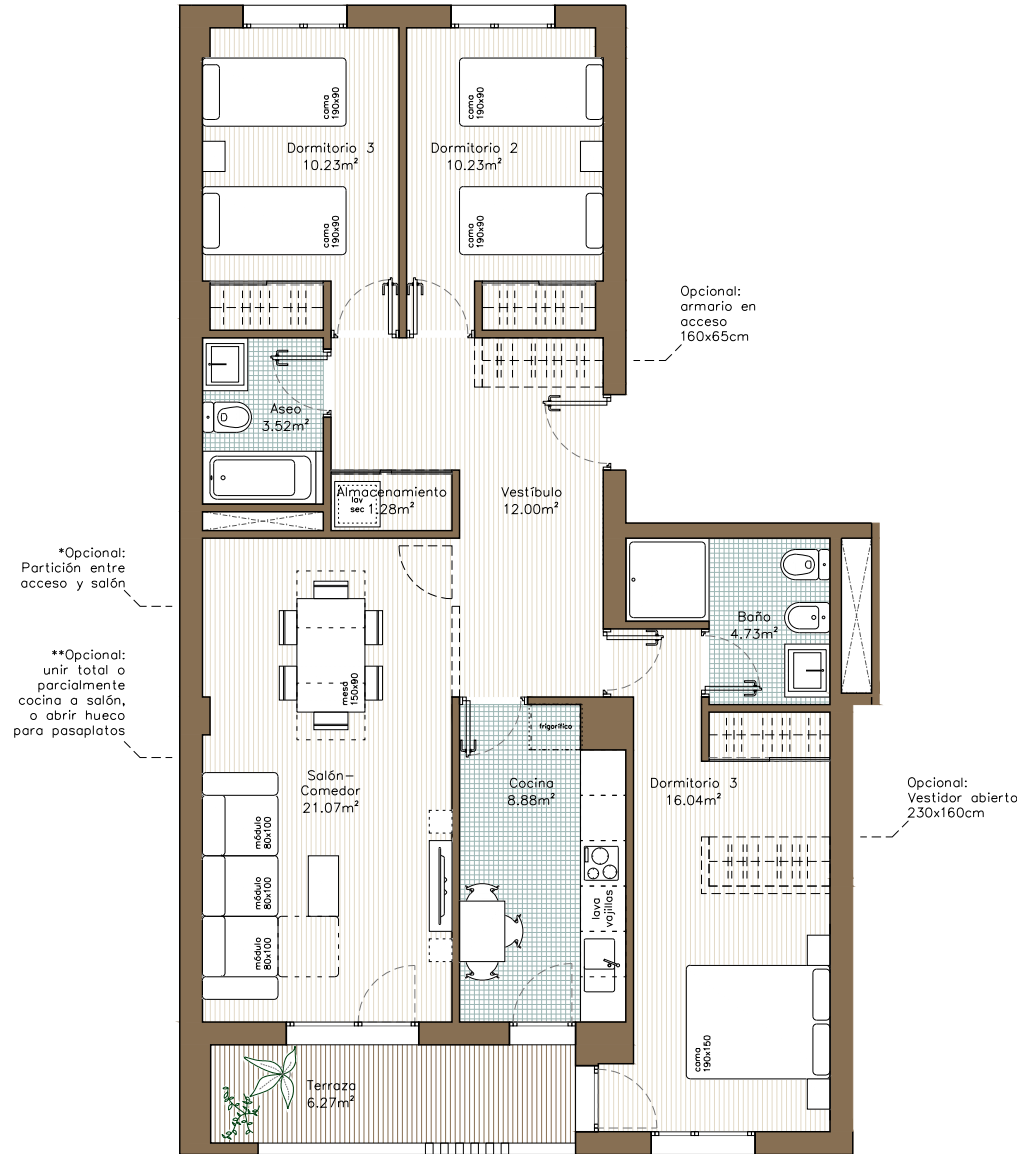 cama
190x90
cama
190x90
Dormitorio 3
10.23m²
Dormitorio 2
10.23m²
cama
190x90
cama
190x90
Opcional:
armario en
acceso
160x65cm
Aseo
3.52m²
Almacenamiento
1.28m²
lav
sec
Vestíbulo
12.00m²
*Opcional:
Partición entre
acceso y salón
Baño
4.73m²
**Opcional:
unir total o
parcialmente
cocina a salón,
o abrir hueco
para pasaplatos
mesa
150x90
frigorífico
Salón-
Comedor
21.07m²
Cocina
8.88m²
Dormitorio 3
16.04m²
Opcional:
Vestidor abierto
230x160cm
módulo
80x100
módulo
80x100
módulo
80x100
lava
vajillas
cama
190x150
Terraza
6.27m²